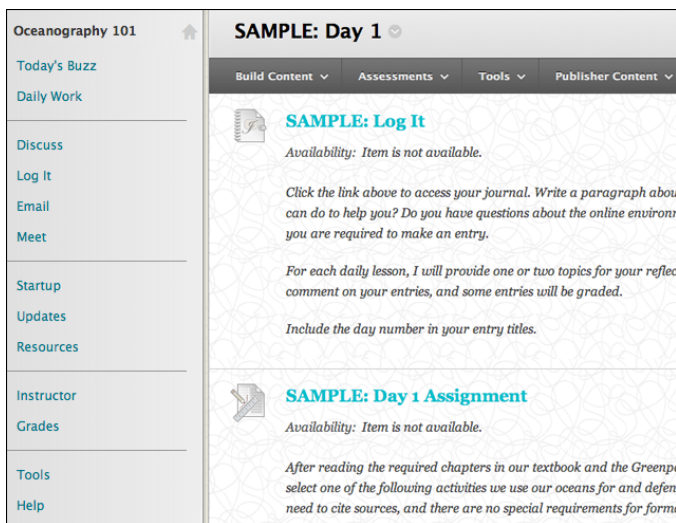 Oceanography 101
Today's Buzz
Daily Work
Discuss
Log It
Email
Meet
Startup
Updates
Resources
Instructor
Grades
Tools
Help
SAMPLE: Day 1
Build Content
Assessments
Tools
Publisher Content
SAMPLE: Log It
Availability: Item is not available.
Click the link above to access your journal. Write a paragraph
can do to help you? Do you have questions about the online
you are required to make an entry.
For each daily lesson, I will provide one or two topics for your
comment on your entries, and some entries will be graded.
Include the day number in your entry titles.
SAMPLE: Day 1 Assignment
Availability: Item is not available.
After reading the required chapters in our textbook and the
select one of the following activities we use our oceans for and
need to cite sources, and there are no special requirements for